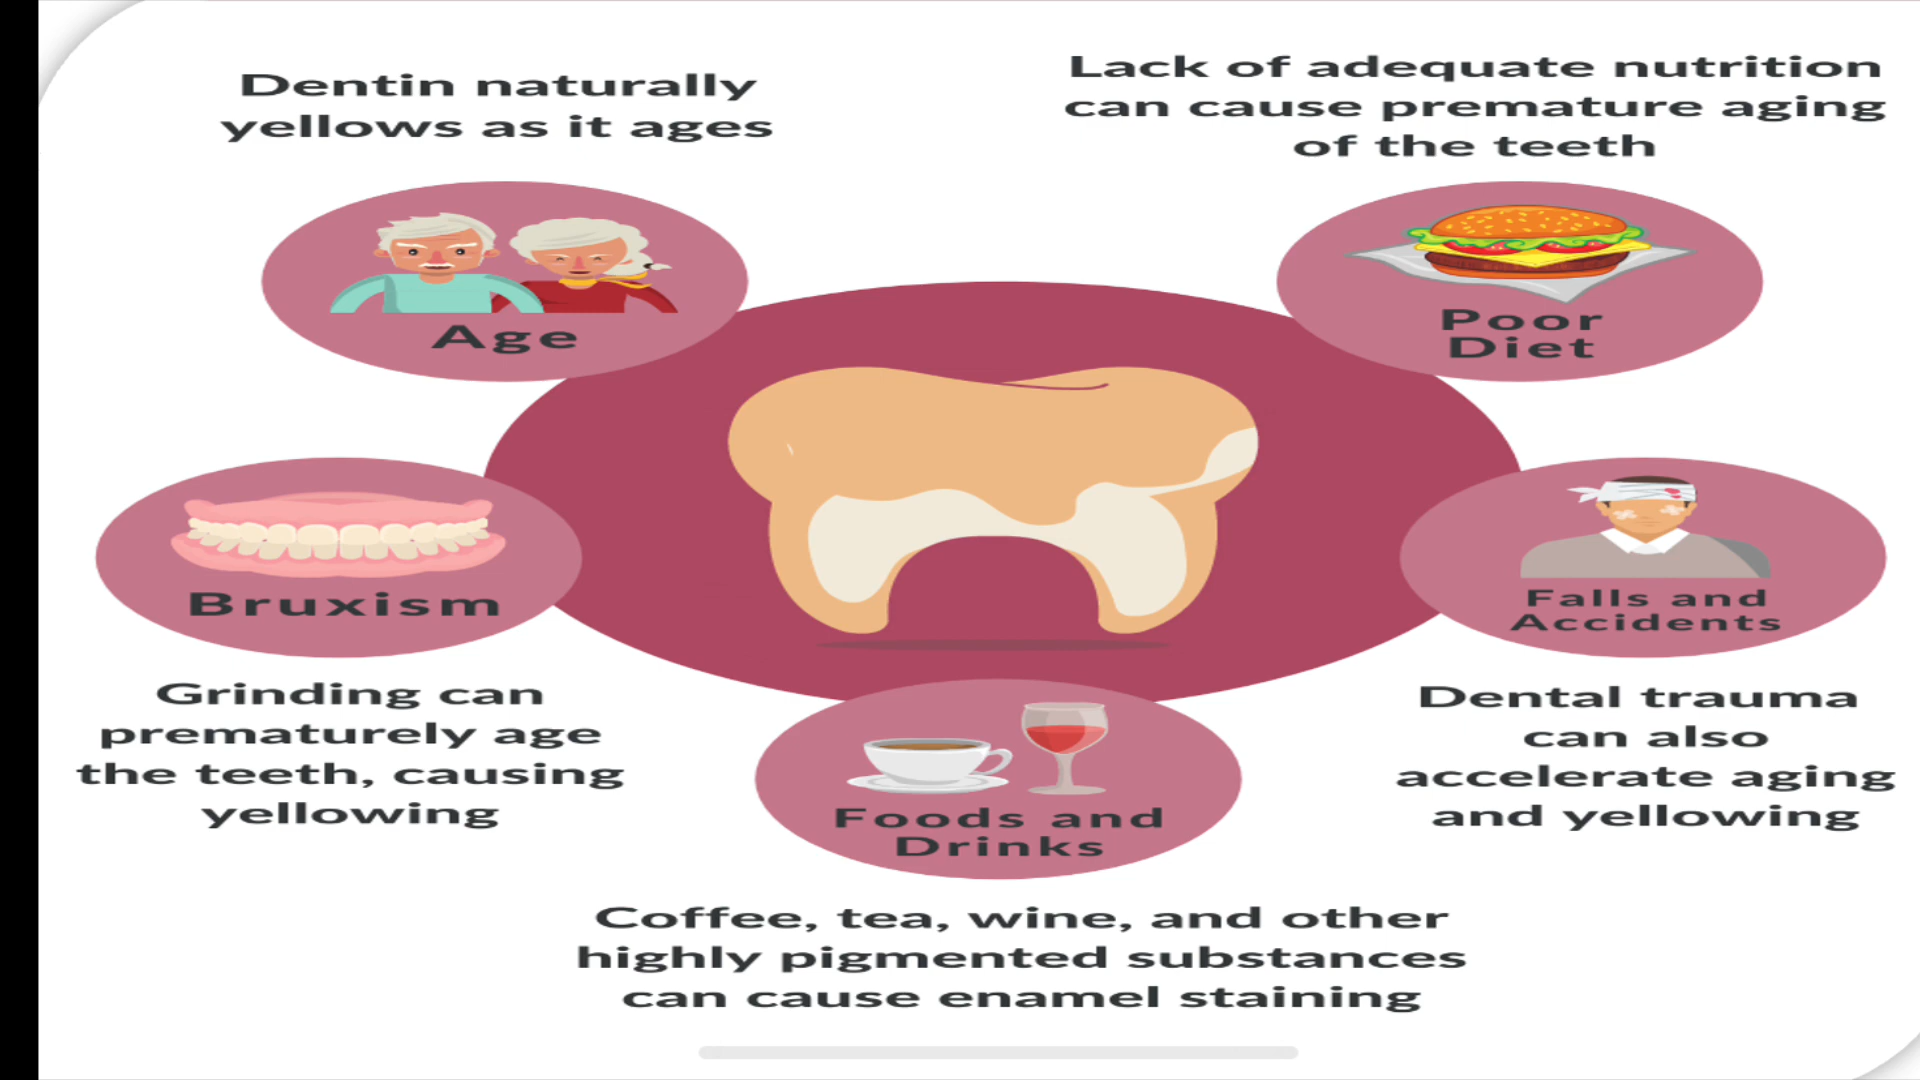 Dentin naturally
yellows as it ages
Age
Lack of adequate nutrition
can cause premature aging
of the teeth
Poor
Diet
Bruxism
Grinding can
prematurely age
the teeth, causing
yellowing
Falls and
Accidents
Dental trauma
can also
accelerate aging
and yellowing
Foods and
Drinks
Coffee, tea, wine, and other
highly pigmented substances
can cause enamel staining